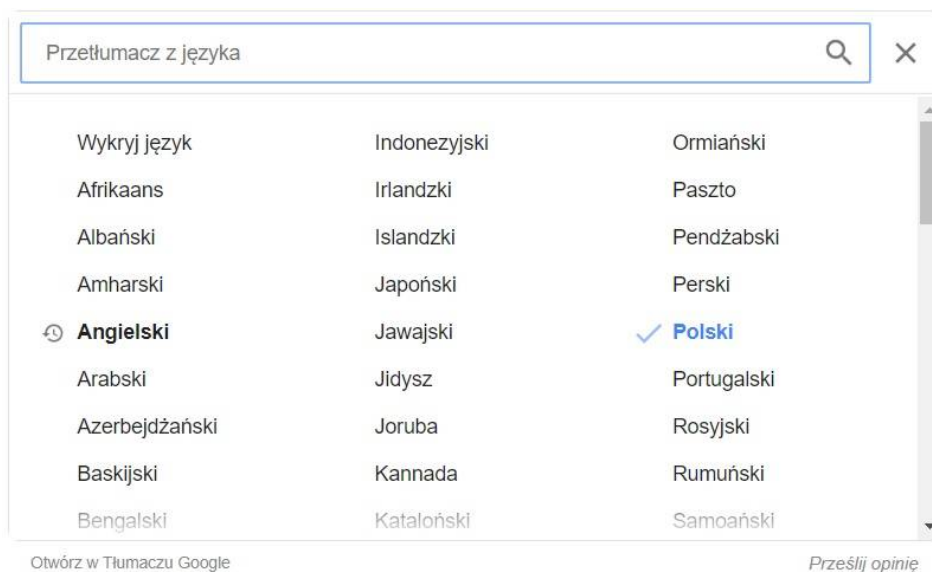 Przetłumacz z języka
Wykryj język
Afrikaans
Albański
Amharski
Angielski
Arabski
Azerbejdżański
Baskijski
Bengalski
Indonezyjski
Irlandzki
Islandzki
Japoński
Jawajski
Jidysz
Joruba
Kannada
Kataloński
Ormiański
Paszto
Pendżabski
Perski
Polski
Portugalski
Rosyjski
Rumuński
Samoański
Otwórz w Tłumaczu Google
Prześlij opinię